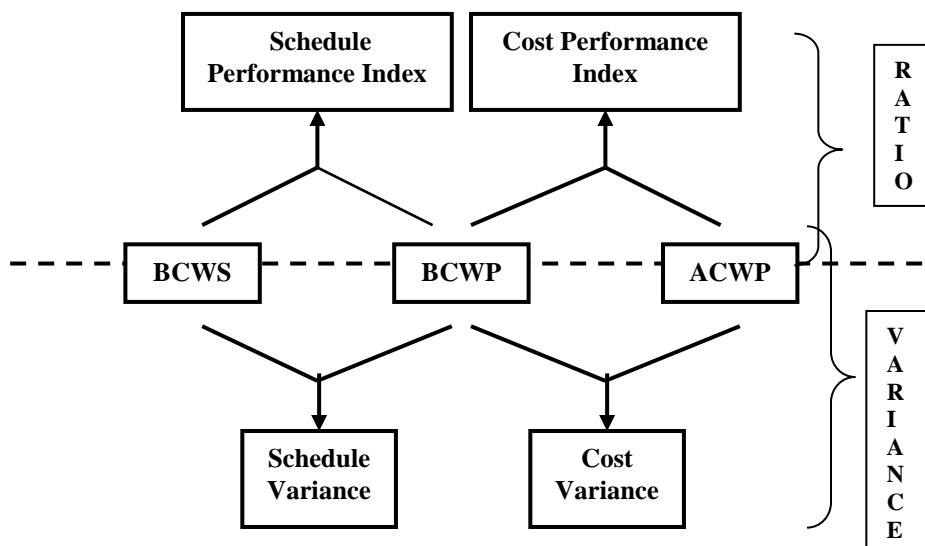 Schedule
Performance Index
Cost Performance
Index
R
A
T
I
O
BCWS
BCWP
ACWP
V
A
R
I
A
N
C
E
Schedule
Variance
Cost
Variance